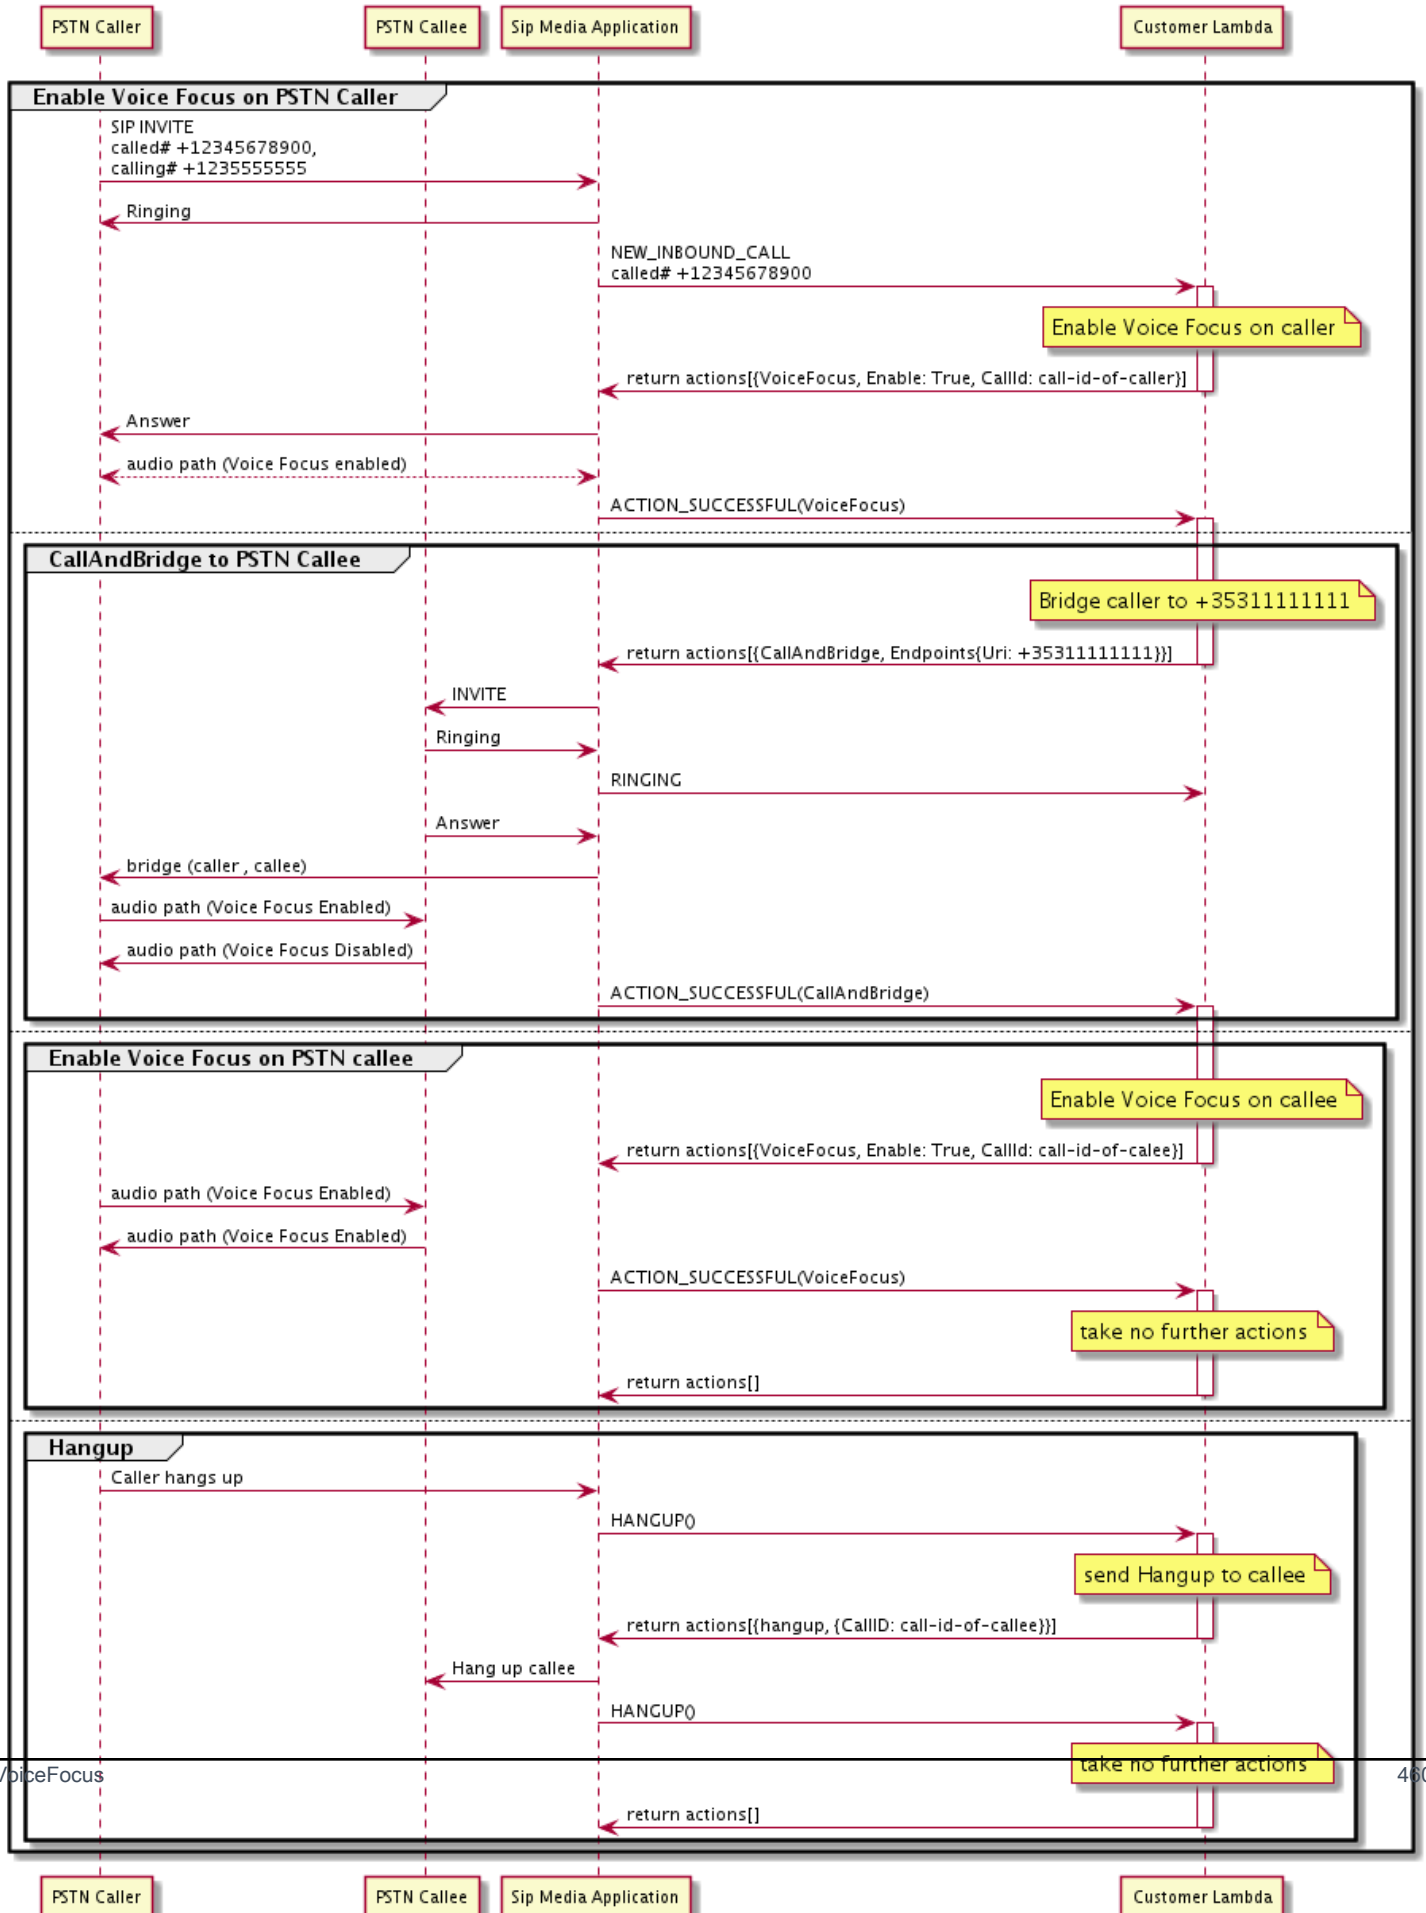 PSTN Caller
PSTN Callee
Sip Media Application
Customer Lambda
Enable Voice Focus on PSTN Caller
SIP INVITE
called# +12345678900,
calling# +1235555555
Ringing
NEW_INBOUND_CALL
called# +12345678900
Enable Voice Focus on caller
return actions[{VoiceFocus, Enable: True, CallId: call-id-of-caller}]
Answer
audio path (Voice Focus enabled)
ACTION_SUCCESSFUL(VoiceFocus)
CallAndBridge to PSTN Callee
Bridge caller to +35311111111
return actions[{CallAndBridge, Endpoints{Uri: +35311111111}}]
INVITE
Ringing
RINGING
Answer
bridge (caller , callee)
audio path (Voice Focus Enabled)
audio path (Voice Focus Disabled)
ACTION_SUCCESSFUL(CallAndBridge)
Enable Voice Focus on PSTN callee
Enable Voice Focus on callee
return actions[{VoiceFocus, Enable: True, CallId: call-id-of-calee}]
audio path (Voice Focus Enabled)
audio path (Voice Focus Enabled)
ACTION_SUCCESSFUL(VoiceFocus)
take no further actions
return actions[]
Hangup
Caller hangs up
HANGUP()
send Hangup to callee
return actions[{hangup, {CallID: call-id-of-callee}}]
Hang up callee
HANGUP()
take no further actions
VoiceFocus
460
return actions[]
PSTN Caller
PSTN Callee
Sip Media Application
Customer Lambda